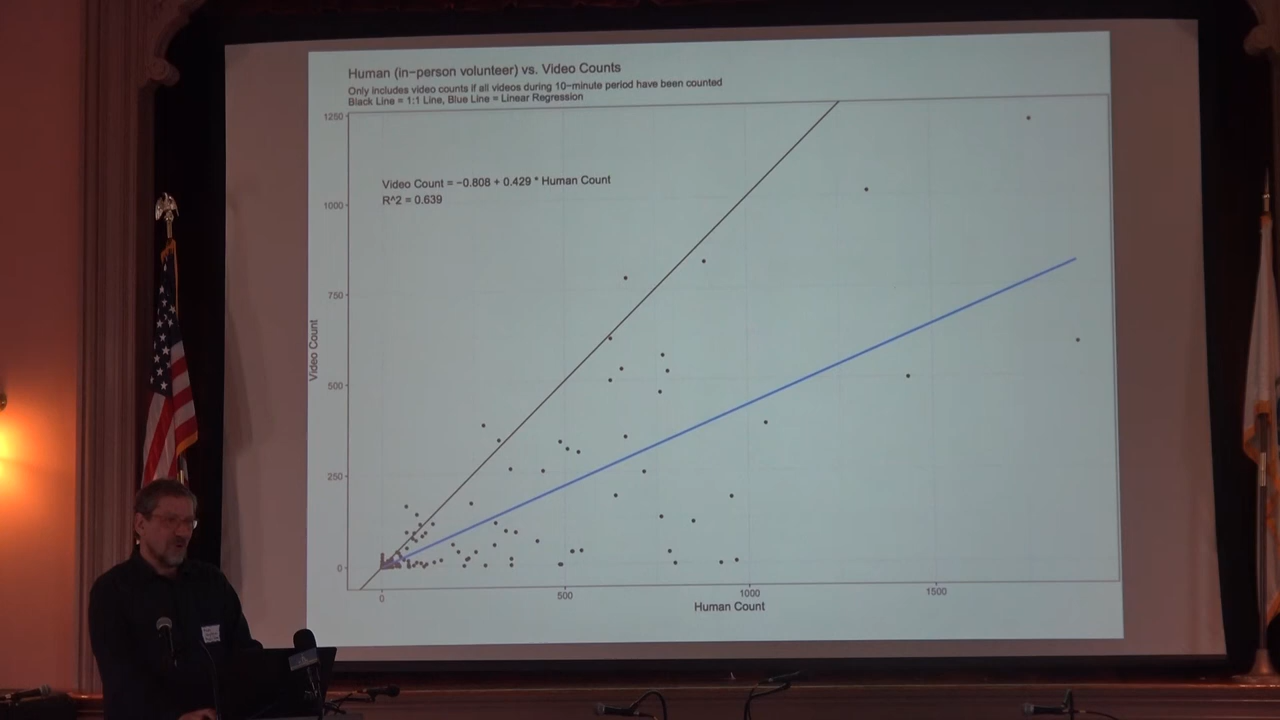 Human (in-person volunteer) vs. Video Counts
Only includes video counts if all videos during 10-minute period have been counted
Black Line = 1:1 Line, Blue Line = Linear Regression
1250
Video Count = -0.808 + 0.429 * Human Count
R^2 = 0.639
1000
750
Video Count
500
250
0
0
500
1000
1500
Human Count